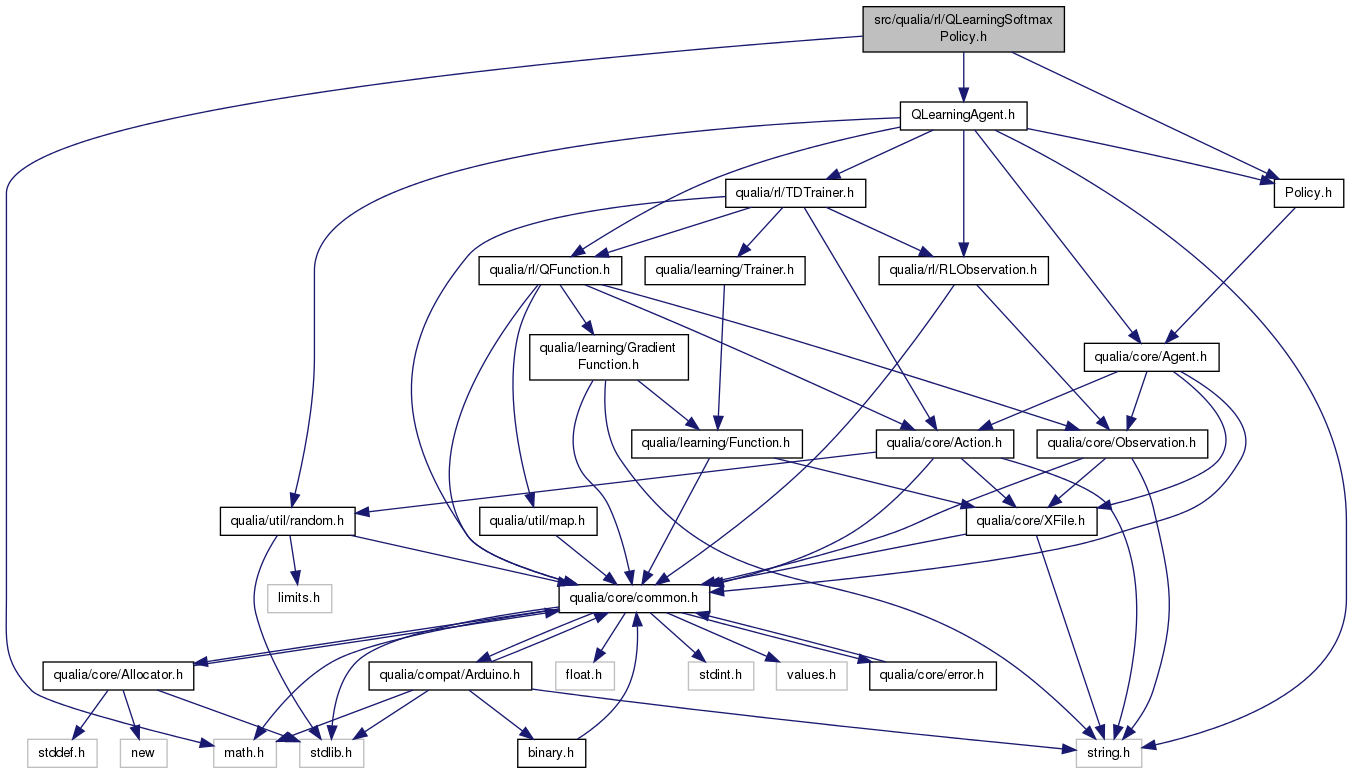 src/qualia/rl/QLearningSoftmax
Policy.h
QLearningAgent.h
qualia/rl/TDTrainer.h
Policy.h
qualia/rl/QFunction.h
qualia/learning/Trainer.h
qualia/rl/RLObservation.h
qualia/learning/Gradient
Function.h
qualia/core/Agent.h
qualia/learning/Function.h
qualia/core/Action.h
qualia/core/Observation.h
qualia/util/random.h
qualia/util/map.h
qualia/core/XFile.h
limits.h
qualia/core/common.h
qualia/core/Allocator.h
qualia/compat/Arduino.h
float.h
stdint.h
values.h
qualia/core/error.h
stddef.h
new
math.h
stdlib.h
binary.h
string.h